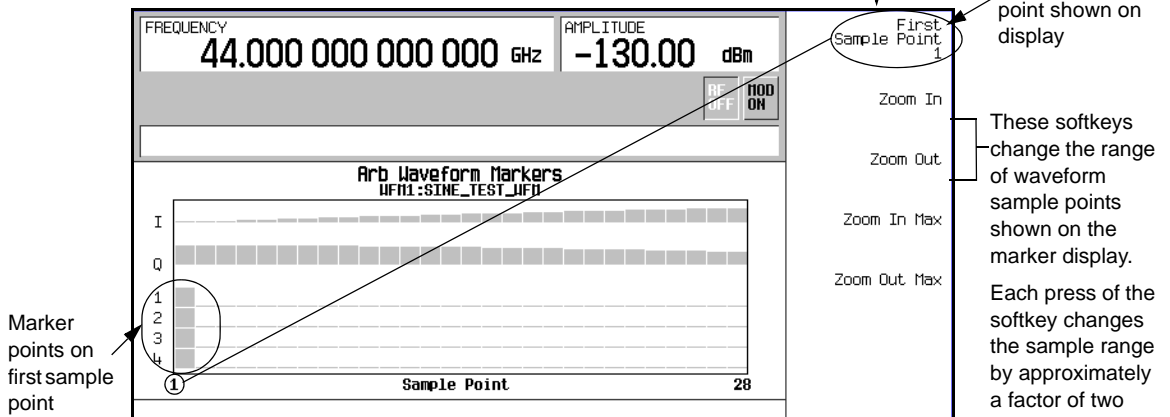 point shown on
display
FREQUENCY
44.000 000 000 000 GHz
AMPLITUDE
-130.00 dBm
RF
OFF
MOD
ON
First
Sample Point
1
Zoom In
Zoom Out
Zoom In Max
Zoom Out Max
These softkeys
change the range
of waveform
sample points
shown on the
marker display.
Each press of the
softkey changes
the sample range
by approximately
a factor of two
Arb Waveform Markers
WFM1:SINE_TEST_WFM
I
Q
1
2
3
4
1 Sample Point 28
Marker
points on
first sample
point